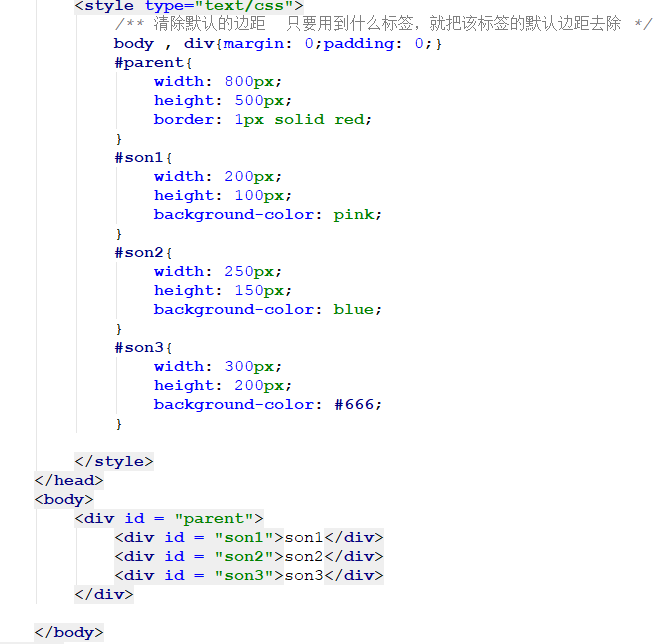 <style type="text/css">
/** 清除默认的边距  只要用到什么标签，就把该标签的默认边距去除 */
body , div{margin: 0;padding: 0;}
#parent{
width: 800px;
height: 500px;
border: 1px solid red;
}
#son1{
width: 200px;
height: 100px;
background-color: pink;
}
#son2{
width: 250px;
height: 150px;
background-color: blue;
}
#son3{
width: 300px;
height: 200px;
background-color: #666;
}
</style>
</head>
<body>
<div id = "parent">
<div id = "son1">son1</div>
<div id = "son2">son2</div>
<div id = "son3">son3</div>
</div>
</body>